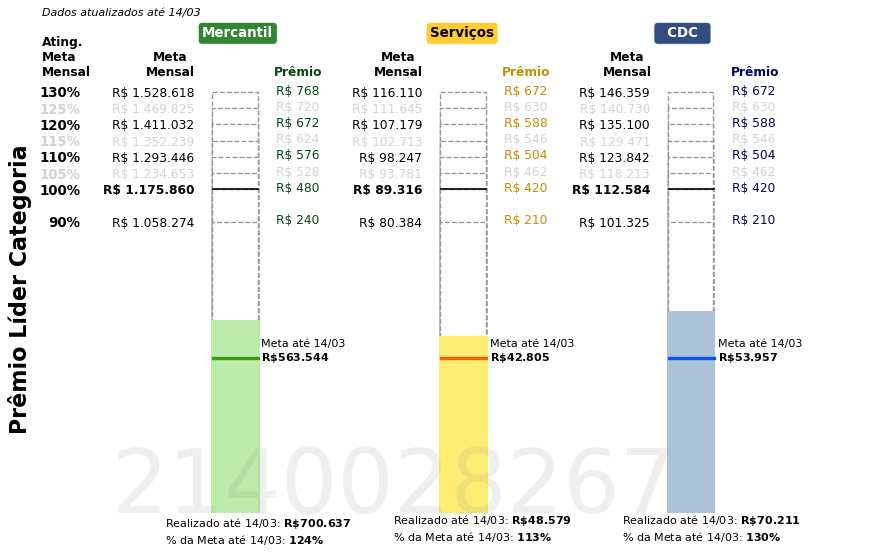 Dados atualizados até 14/03
Mercantil Serviços CDC
Ating. Meta Mensal
Meta Mensal Prêmio Meta Mensal Prêmio Meta Mensal Prêmio
130% R$ 1.528.618 R$ 768 R$ 116.110 R$ 672 R$ 146.359 R$ 672
125% R$ 1.469.825 R$ 720 R$ 111.645 R$ 630 R$ 140.730 R$ 630
120% R$ 1.411.032 R$ 672 R$ 107.179 R$ 588 R$ 135.100 R$ 588
115% R$ 1.352.239 R$ 624 R$ 102.713 R$ 546 R$ 129.471 R$ 546
110% R$ 1.293.446 R$ 576 R$ 98.247 R$ 504 R$ 123.842 R$ 504
105% R$ 1.234.653 R$ 528 R$ 93.781 R$ 462 R$ 118.213 R$ 462
100% R$ 1.175.860 R$ 480 R$ 89.316 R$ 420 R$ 112.584 R$ 420
90% R$ 1.058.274 R$ 240 R$ 80.384 R$ 210 R$ 101.325 R$ 210
Prêmio Líder Categoria
Meta até 14/03 Meta até 14/03 Meta até 14/03
R$563.544 R$42.805 R$53.957
2140028267
Realizado até 14/03: R$700.637 Realizado até 14/03: R$48.579 Realizado até 14/03: R$70.211
% da Meta até 14/03: 124% % da Meta até 14/03: 113% % da Meta até 14/03: 130%